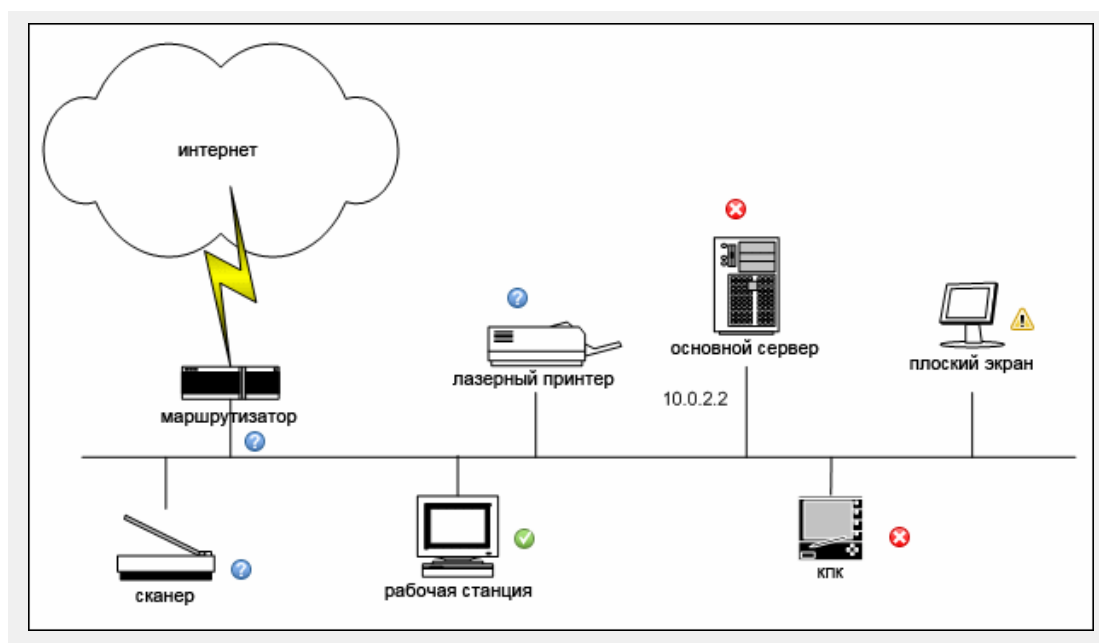 интернет
основной сервер
плоский экран
лазерный принтер
10.0.2.2
маршрутизатор
рабочая станция
кпк
сканер